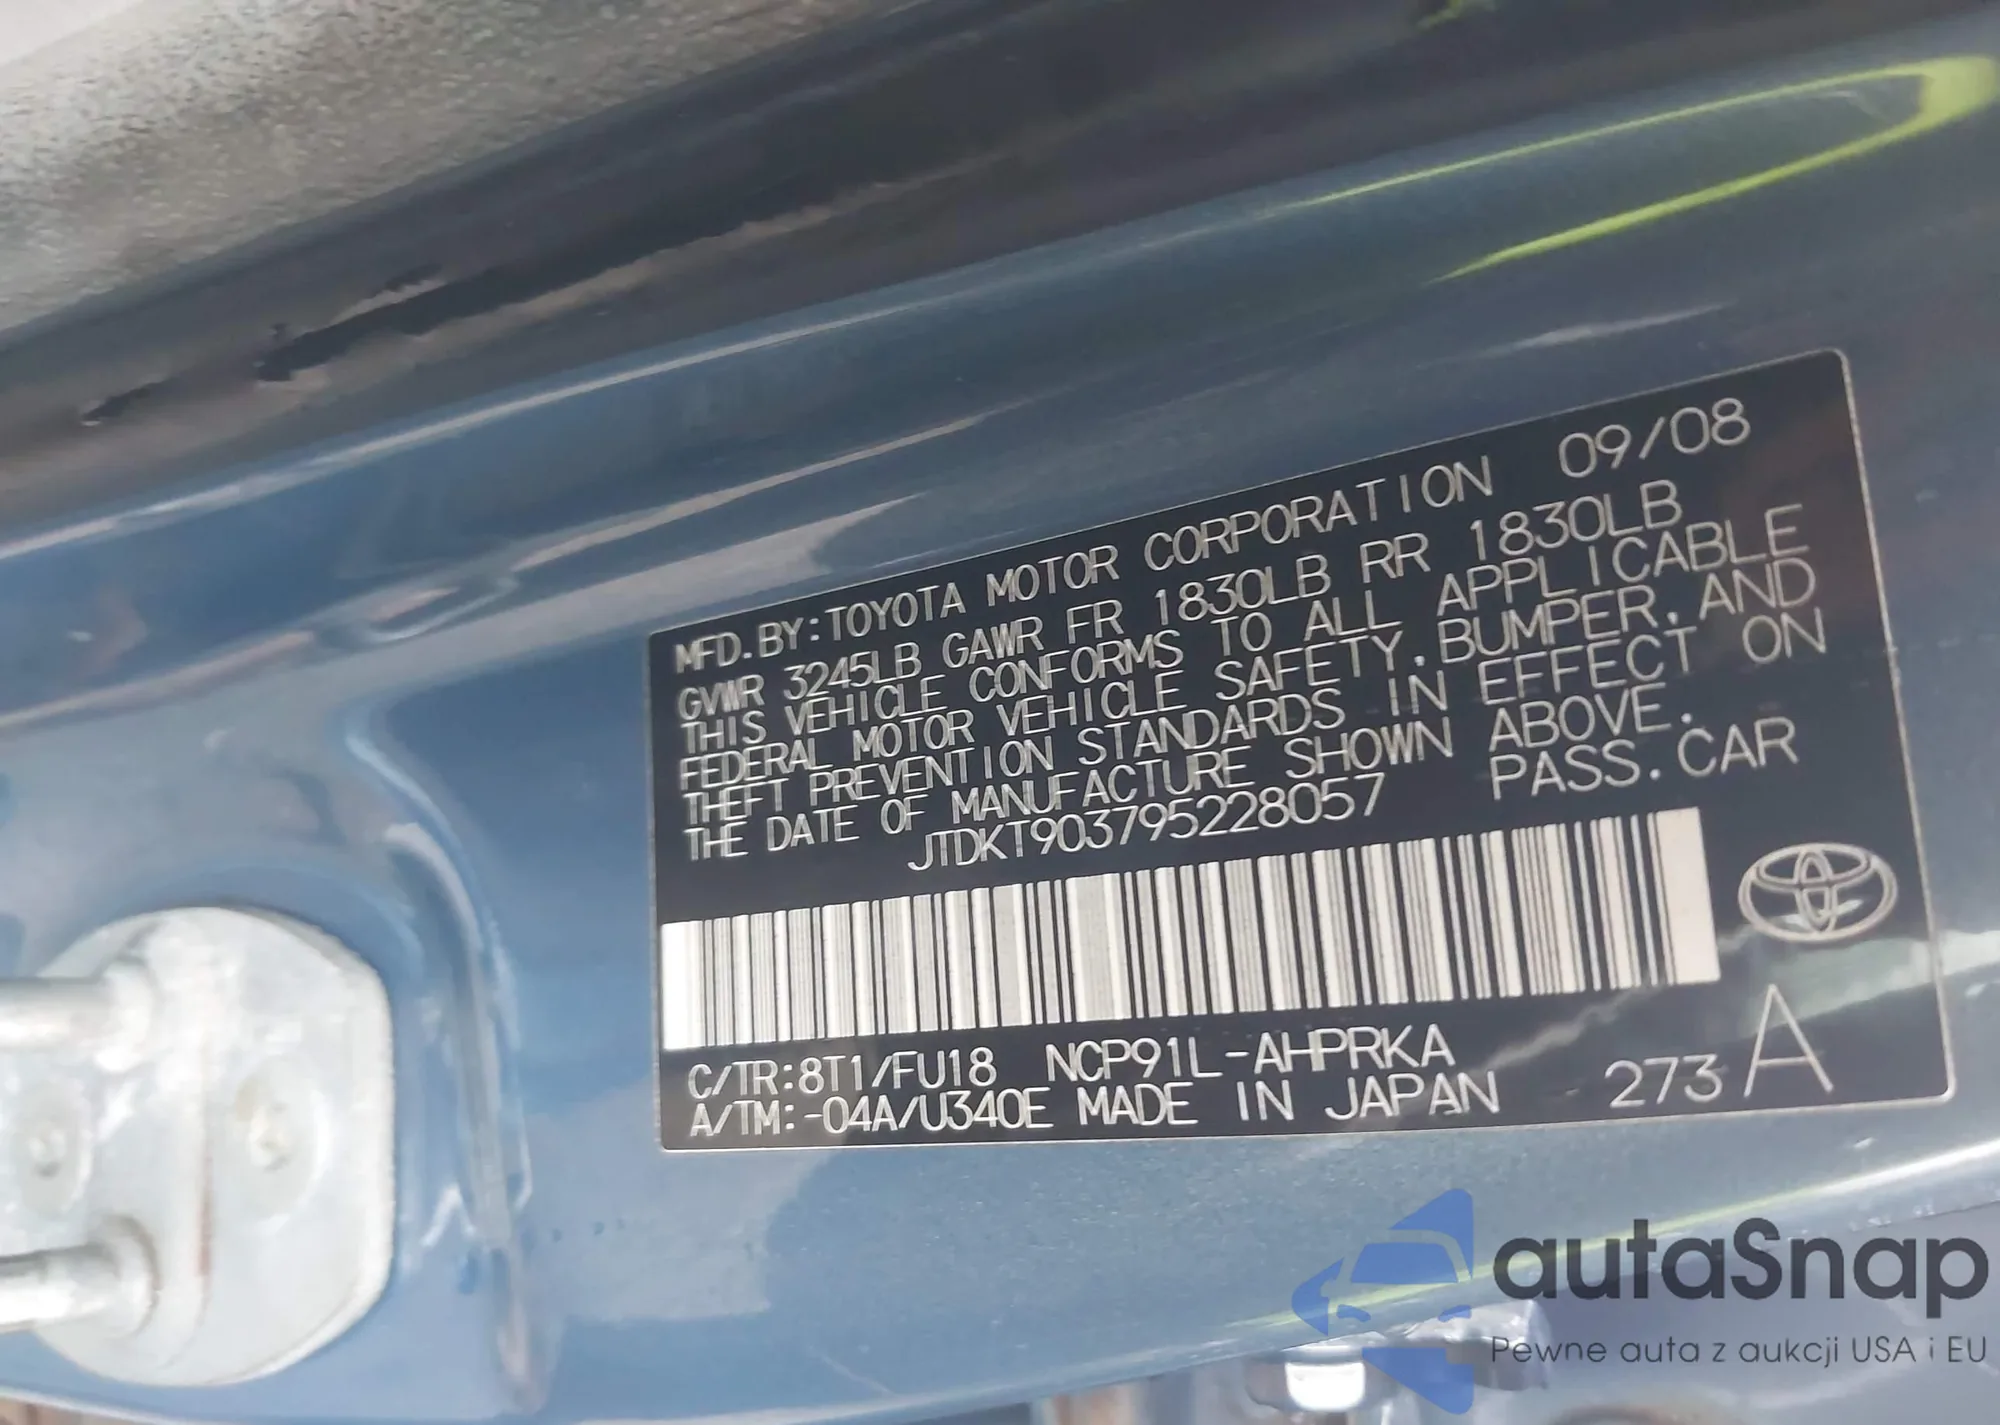 MFD.BY:TOYOTA MOTOR CORPORATION 09/08
GVWR 3245LB GAWR FR 1830LB RR 1830LB
THIS VEHICLE CONFORMS TO ALL APPLICABLE
FEDERAL MOTOR VEHICLE SAFETY,BUMPER,AND
THEFT PREVENTION STANDARDS IN EFFECT ON
THE DATE OF MANUFACTURE SHOWN ABOVE.
JTDKT903795228057 PASS.CAR
C/TR:8T1/FU18 NCP91L-AHPRKA
A/TM:-04A/U340E MADE IN JAPAN 273A
autaSnap
Pewne auta z aukcji USA i EU